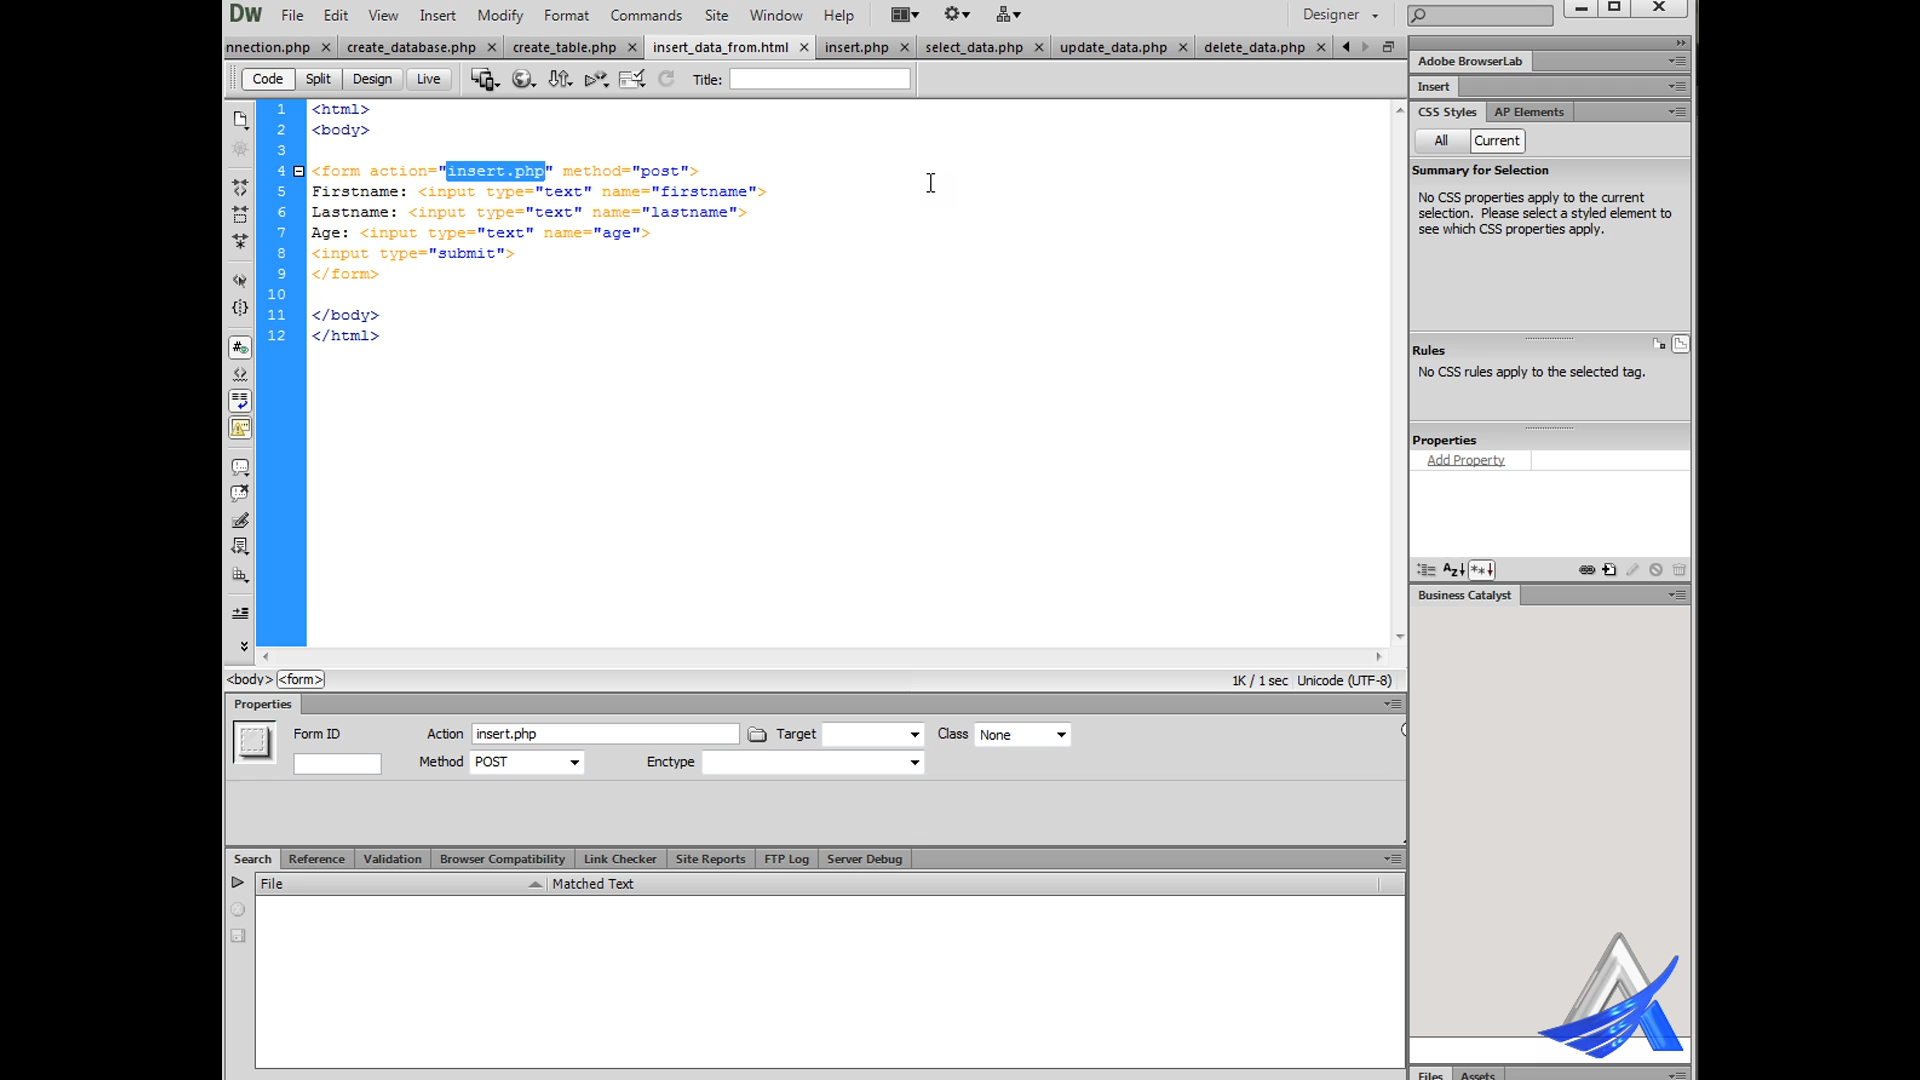 DW File Edit View Insert Modify Format Commands Site Window Help Designer
nnection.php create_database.php create_table.php insert_data_from.html insert.php select_data.php update_data.php delete_data.php
Code Split Design Live Title:
1 <html>
2 <body>
3
4 <form action="insert.php" method="post">
5 Firstname: <input type="text" name="firstname">
6 Lastname: <input type="text" name="lastname">
7 Age: <input type="text" name="age">
8 <input type="submit">
9 </form>
10
11 </body>
12 </html>
<body> <form> 1K / 1 sec Unicode (UTF-8)
Properties
Form ID Action insert.php Target Class None
Method POST Enctype
Search Reference Validation Browser Compatibility Link Checker Site Reports FTP Log Server Debug
File Matched Text
Adobe BrowserLab
Insert
CSS Styles AP Elements
All Current
Summary for Selection
No CSS properties apply to the current
selection. Please select a styled element to
see which CSS properties apply.
Rules
No CSS rules apply to the selected tag.
Properties
Add Property
Az **
Business Catalyst
Files Assets